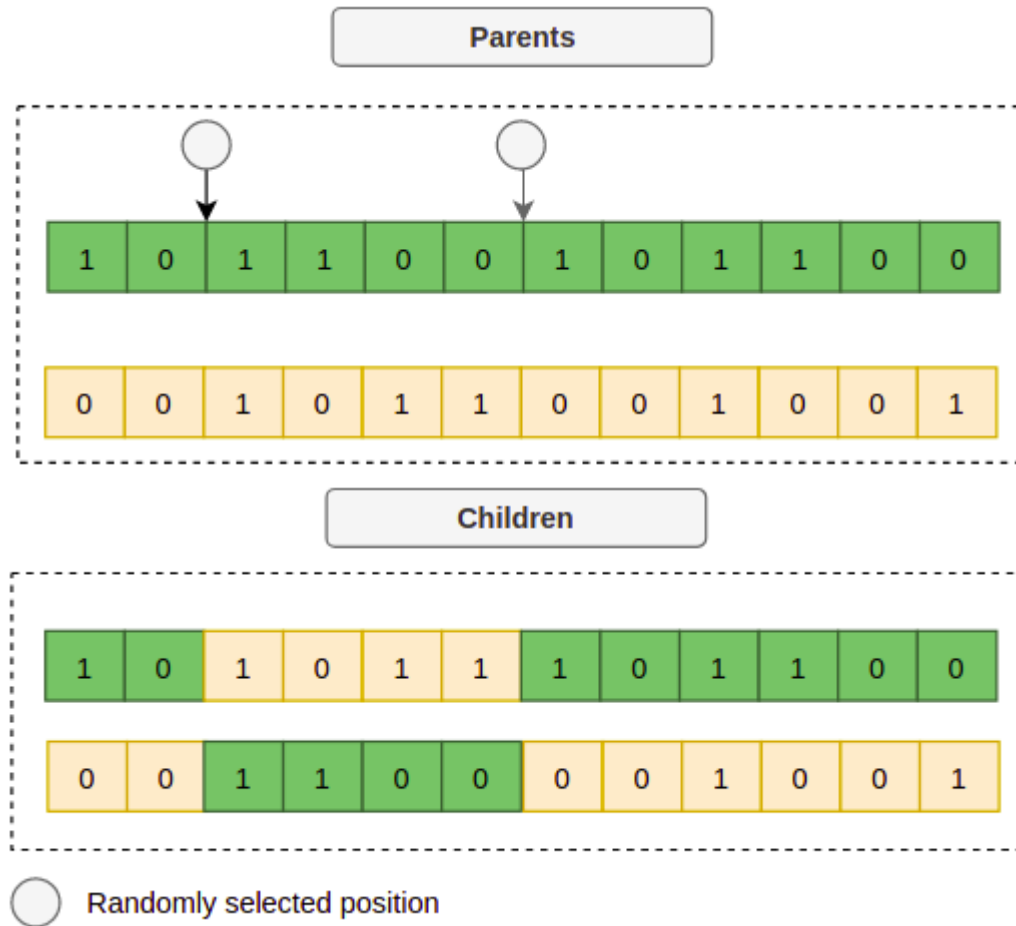 Parents
1 0 1 1 0 0 1 0 1 1 0 0
0 0 1 0 1 1 0 0 1 0 0 1
Children
1 0 1 0 1 1 1 0 1 1 0 0
0 0 1 1 0 0 0 0 1 0 0 1
Randomly selected position